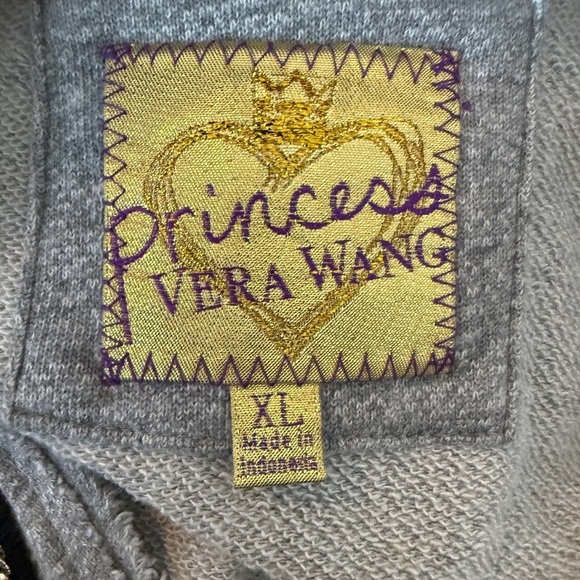 princess
VERA WANG
XL
MADE IN
INDONESIA